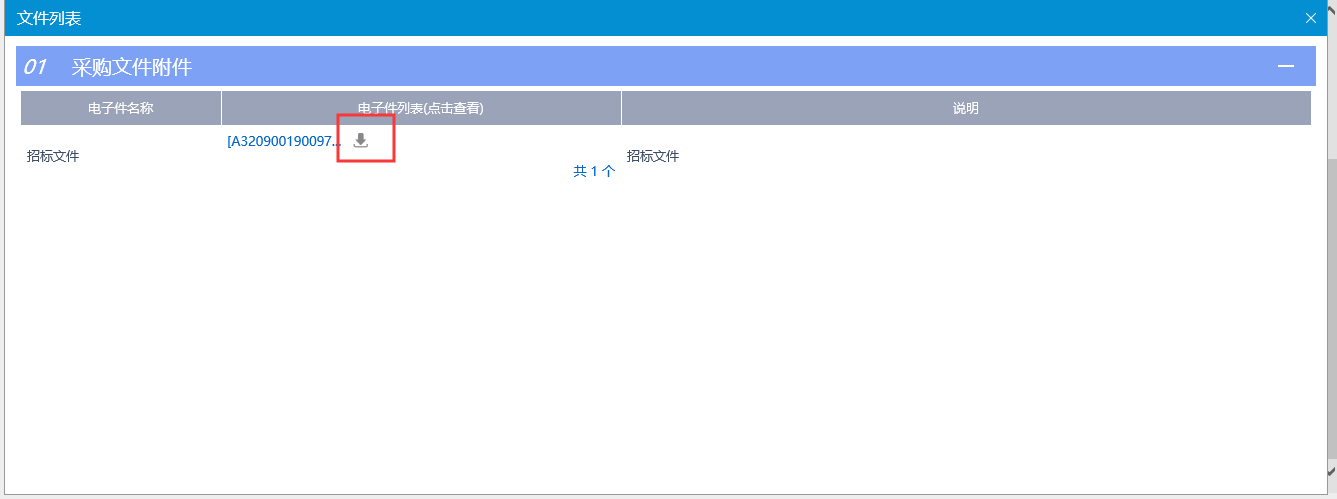 文件列表
01 采购文件附件
电子件名称 电子件列表(点击查看) 说明
[A320900190097...
招标文件 招标文件
共 1 个